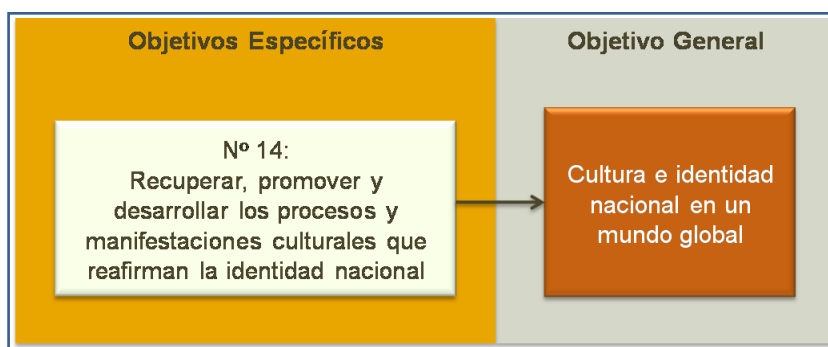 Objetivos Específicos
Objetivo General
Nº 14:
Recuperar, promover y
desarrollar los procesos y
manifestaciones culturales que
reafirman la identidad nacional
Cultura e identidad
nacional en un
mundo global